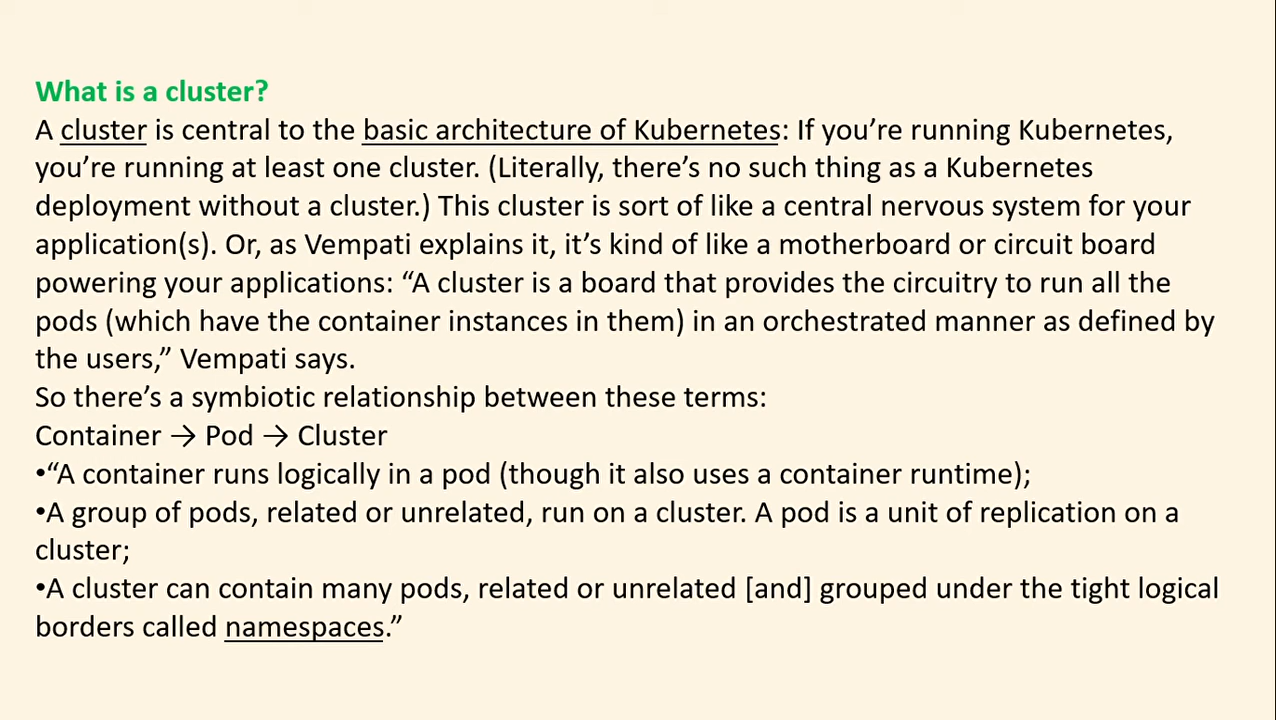 What is a cluster?
A cluster is central to the basic architecture of Kubernetes: If you’re running Kubernetes,
you’re running at least one cluster. (Literally, there’s no such thing as a Kubernetes
deployment without a cluster.) This cluster is sort of like a central nervous system for your
application(s). Or, as Vempati explains it, it’s kind of like a motherboard or circuit board
powering your applications: “A cluster is a board that provides the circuitry to run all the
pods (which have the container instances in them) in an orchestrated manner as defined by
the users,” Vempati says.
So there’s a symbiotic relationship between these terms:
Container → Pod → Cluster
•“A container runs logically in a pod (though it also uses a container runtime);
•A group of pods, related or unrelated, run on a cluster. A pod is a unit of replication on a
cluster;
•A cluster can contain many pods, related or unrelated [and] grouped under the tight logical
borders called namespaces.”